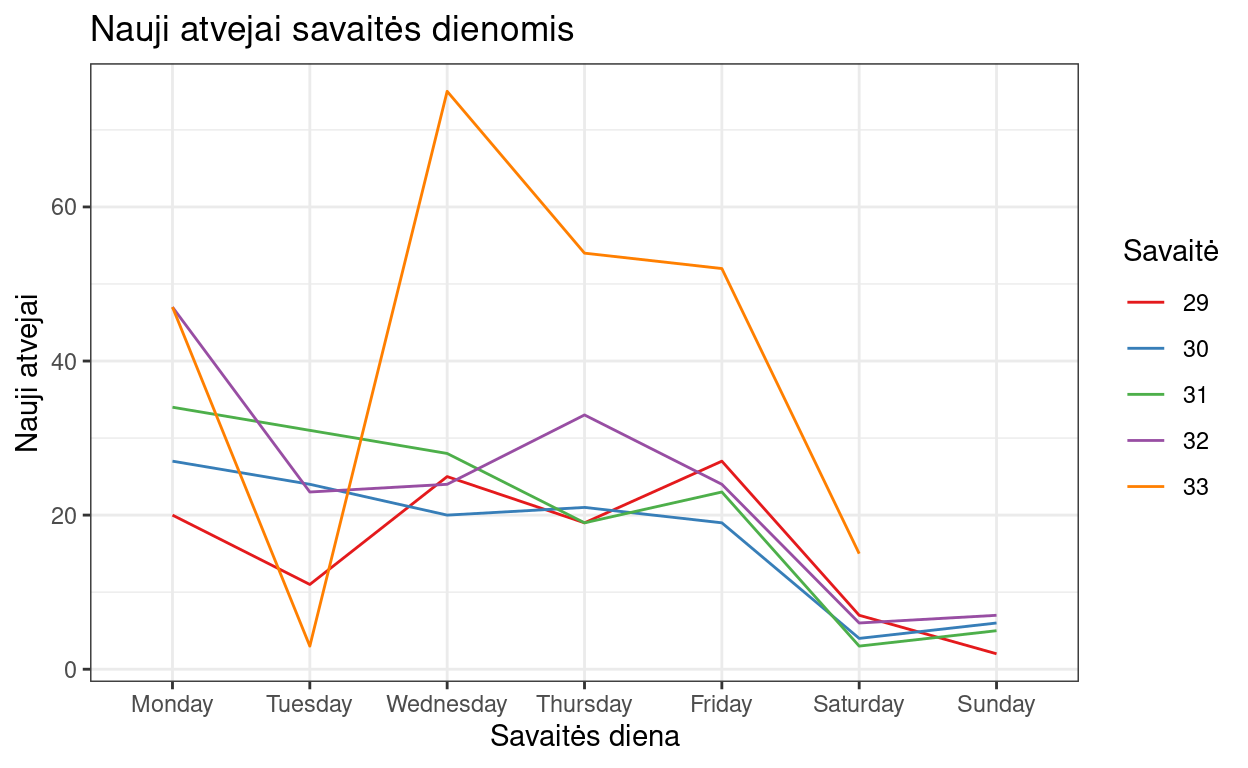 Nauji atvejai savaitės dienomis
Nauji atvejai
60
40
20
0
Monday Tuesday Wednesday Thursday Friday Saturday Sunday
Savaitės diena
Savaitė
29
30
31
32
33